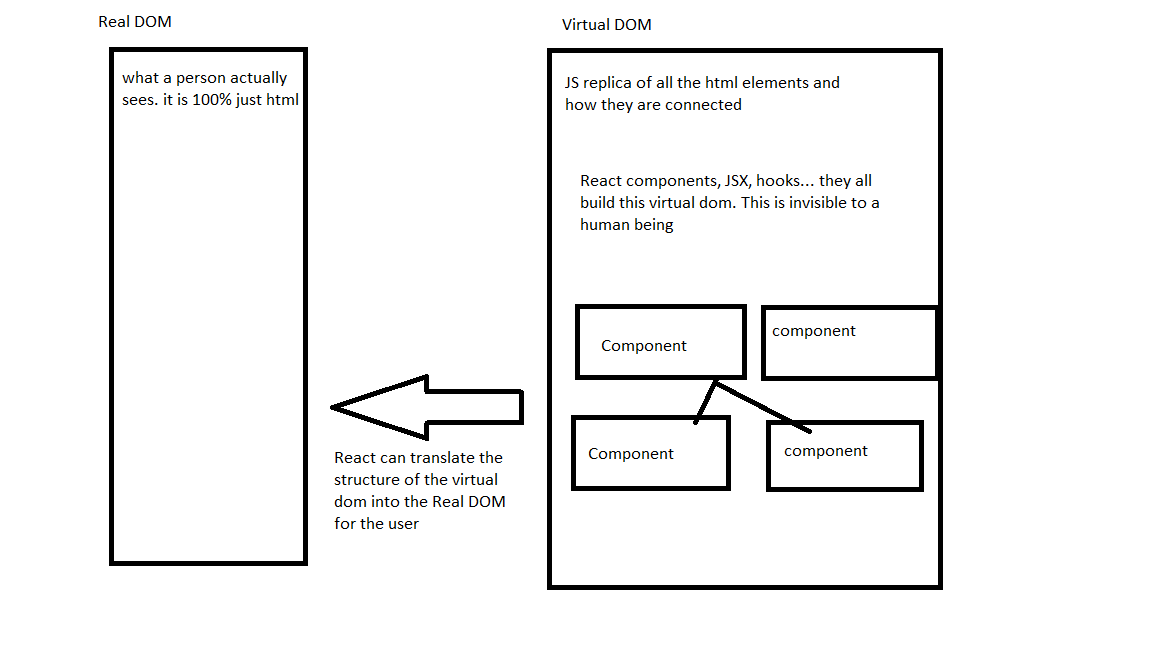 Real DOM
Virtual DOM
what a person actually
sees. it is 100% just html
JS replica of all the html elements and
how they are connected
React components, JSX, hooks... they all
build this virtual dom. This is invisible to a
human being
Component
component
Component
component
React can translate the
structure of the virtual
dom into the Real DOM
for the user